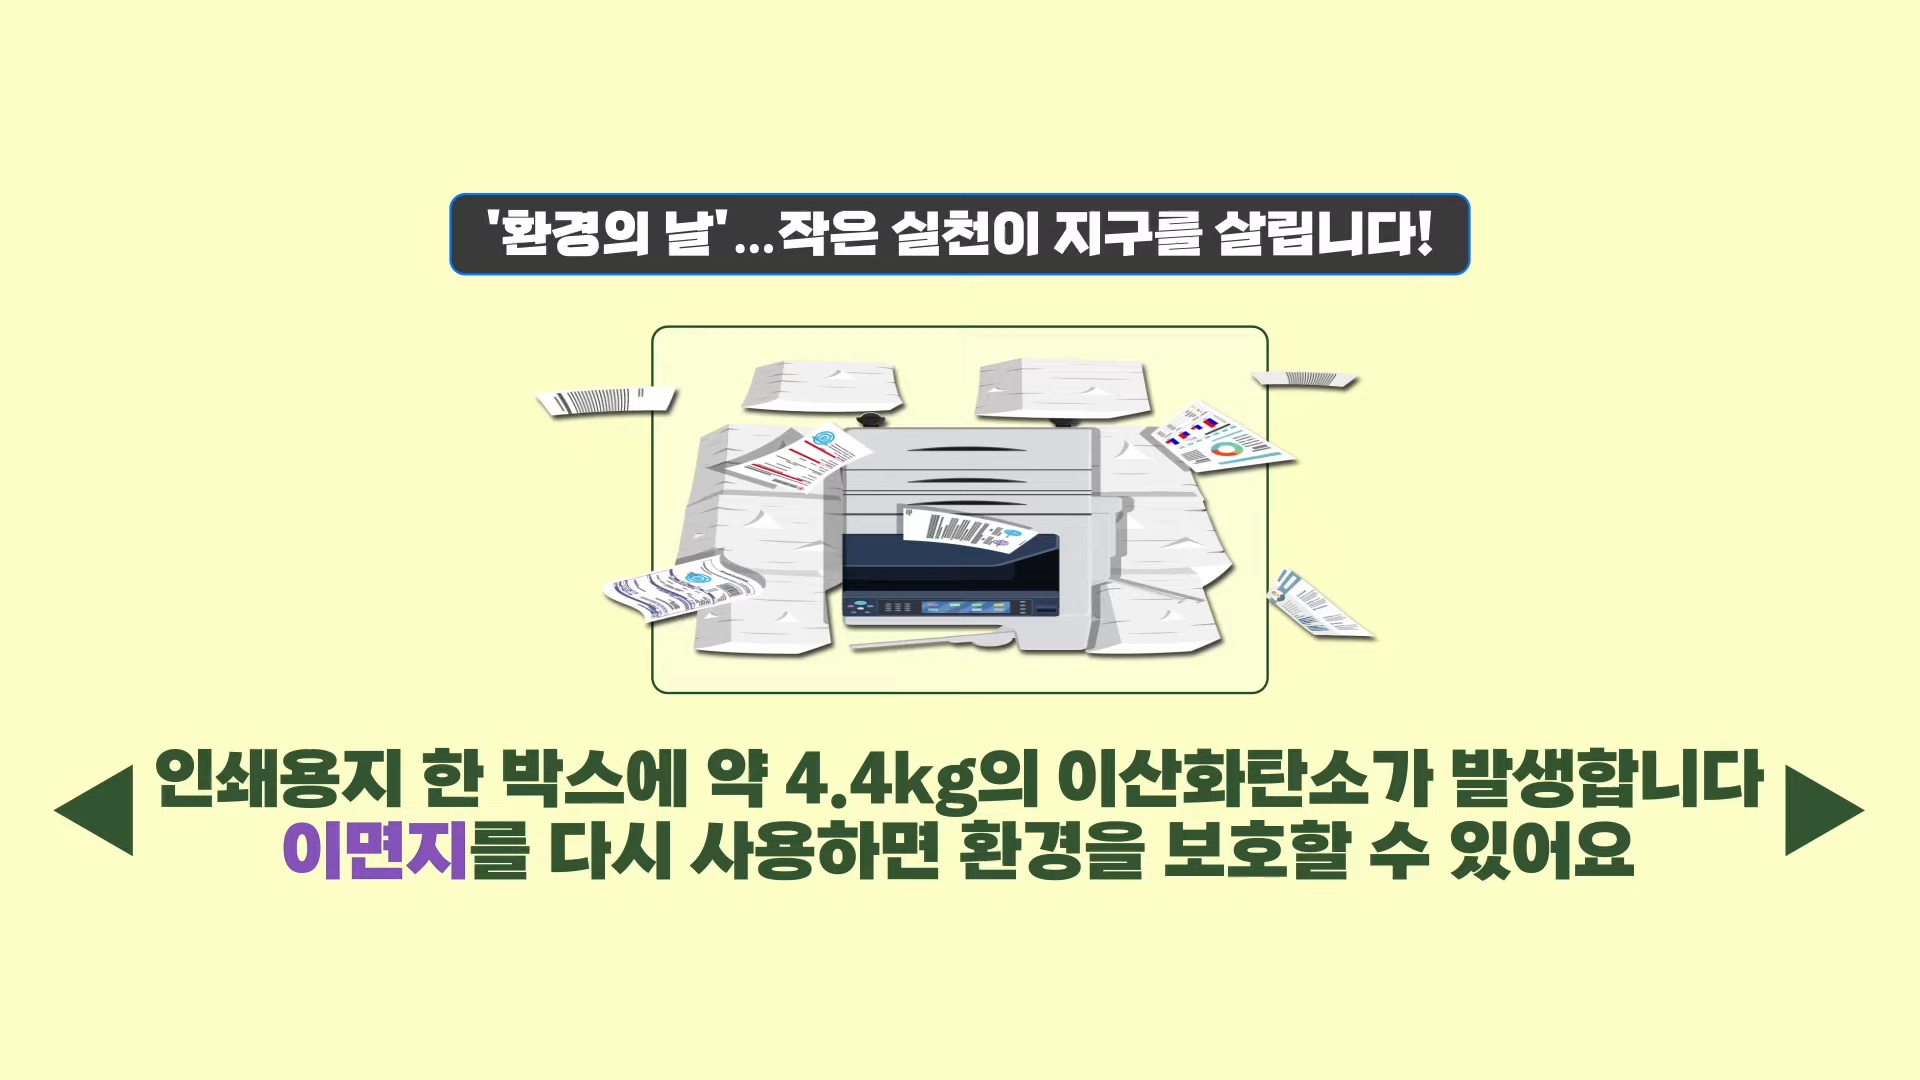 '환경의 날'...작은 실천이 지구를 살립니다!
인쇄용지 한 박스에 약 4.4kg의 이산화탄소가 발생합니다
이면지를 다시 사용하면 환경을 보호할 수 있어요